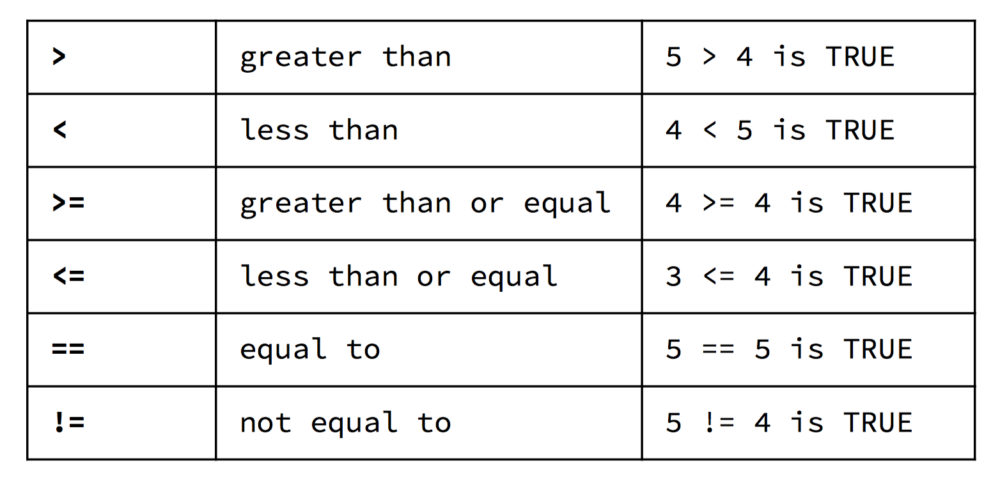 > greater than 5 > 4 is TRUE
< less than 4 < 5 is TRUE
>= greater than or equal 4 >= 4 is TRUE
<= less than or equal 3 <= 4 is TRUE
== equal to 5 == 5 is TRUE
!= not equal to 5 != 4 is TRUE